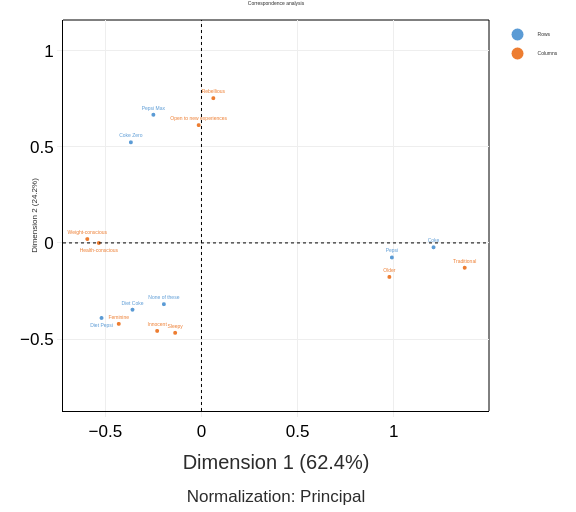 Correspondence analysis
Rows
Columns
1
0.5
0
−0.5
Dimension 2 (24.2%)
Rebellious
Pepsi Max
Open to new experiences
Coke Zero
Weight-conscious
Health-conscious
Coke
Pepsi
Traditional
Older
None of these
Diet Coke
Feminine
Diet Pepsi
Innocent
Sleepy
−0.5
0
0.5
1
Dimension 1 (62.4%)
Normalization: Principal